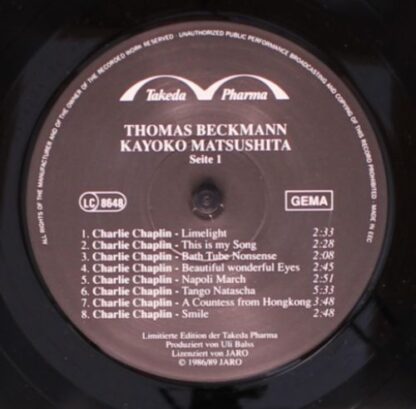 ALL RIGHTS OF THE MANUFACTURER AND OF THE OWNER OF THE RECORDED WORK RESERVED · UNAUTHORIZED PUBLIC PERFORMANCE BROADCASTING AND COPYING OF THIS RECORD PROHIBITED MADE IN EEC
Takeda Pharma
THOMAS BECKMANN
KAYOKO MATSUSHITA
Seite 1
LC 8648
GEMA
1. Charlie Chaplin - Limelight 2:33
2. Charlie Chaplin - This is my Song 2:28
3. Charlie Chaplin - Bath Tube Nonsense 2:08
4. Charlie Chaplin - Beautiful wonderful Eyes 2:45
5. Charlie Chaplin - Napoli March 2:51
6. Charlie Chaplin - Tango Natascha 5:33
7. Charlie Chaplin - A Countess from Hongkong 3:48
8. Charlie Chaplin - Smile 2:48
Limitierte Edition der Takeda Pharma
Produziert von Uli Balss
Lizenziert von JARO
© 1986/89 JARO